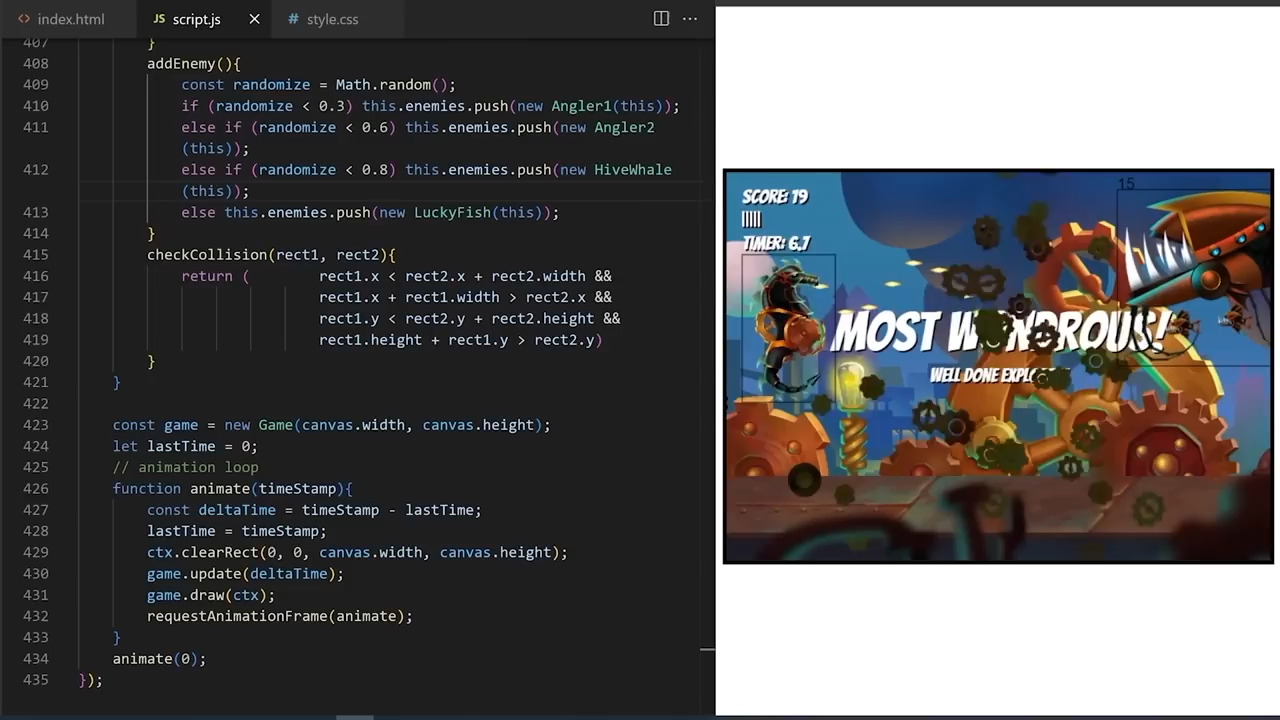 index.html
JS script.js
# style.css
407 }
408 addEnemy(){
409 const randomize = Math.random();
410 if (randomize < 0.3) this.enemies.push(new Angler1(this));
411 else if (randomize < 0.6) this.enemies.push(new Angler2
(this));
412 else if (randomize < 0.8) this.enemies.push(new HiveWhale
(this));
413 else this.enemies.push(new LuckyFish(this));
414 }
415 checkCollision(rect1, rect2){
416 return ( rect1.x < rect2.x + rect2.width &&
417 rect1.x + rect1.width > rect2.x &&
418 rect1.y < rect2.y + rect2.height &&
419 rect1.height + rect1.y > rect2.y)
420 }
421 }
422
423 const game = new Game(canvas.width, canvas.height);
424 let lastTime = 0;
425 // animation loop
426 function animate(timeStamp){
427 const deltaTime = timeStamp - lastTime;
428 lastTime = timeStamp;
429 ctx.clearRect(0, 0, canvas.width, canvas.height);
430 game.update(deltaTime);
431 game.draw(ctx);
432 requestAnimationFrame(animate);
433 }
434 animate(0);
435 });
SCORE: 19
TIMER: 6.7
15
MOST WONDROUS!
WELL DONE